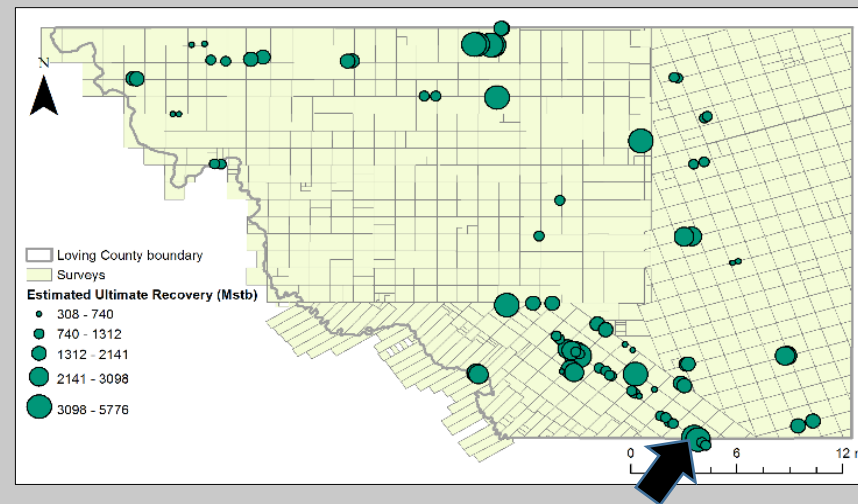 N
Loving County boundary
Surveys
Estimated Ultimate Recovery (Mstb)
308 - 740
740 - 1312
1312 - 2141
2141 - 3098
3098 - 5776
0 6 12